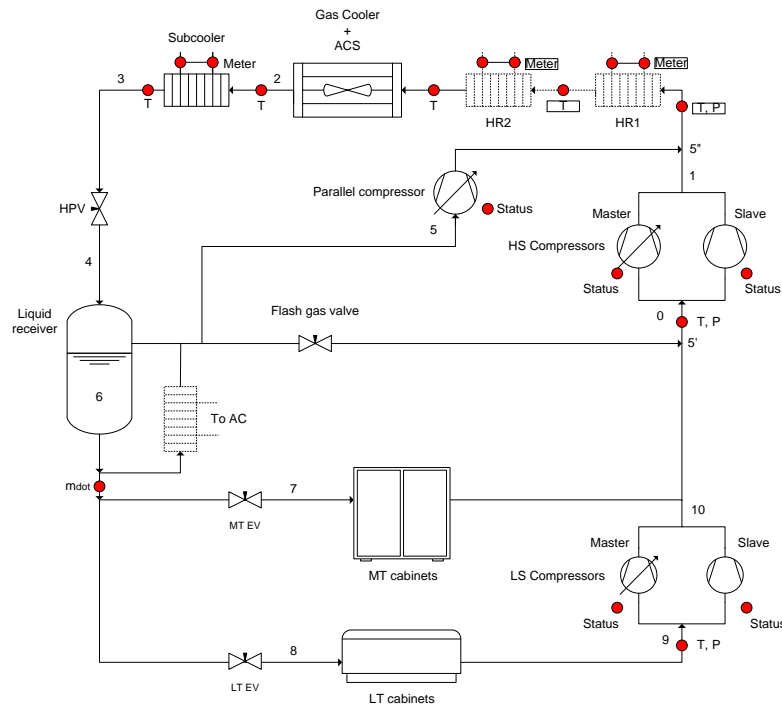 Gas Cooler
+
ACS
Subcooler
Meter
Meter
Meter
3
2
T
T
T
T
T, P
HR2
HR1
5"
1
Parallel compressor
Status
5
HPV
Master
Slave
HS Compressors
Status
Status
4
Liquid
receiver
Flash gas valve
0
T, P
5'
6
To AC
mdot
7
MT EV
10
MT cabinets
Master
Slave
LS Compressors
Status
Status
9
T, P
8
LT EV
LT cabinets